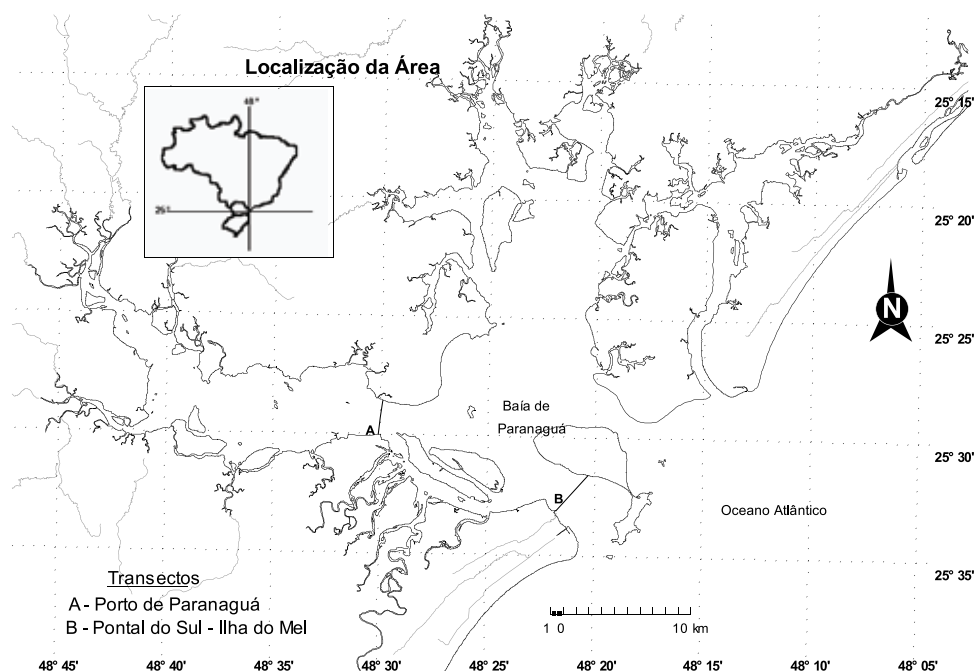 Localização da Área
48°
25°
25° 15'
25° 20'
N
25° 25'
Baía de
Paranaguá
A
25° 30'
B
Oceano Atlântico
25° 35'
Transectos
A - Porto de Paranaguá
B - Pontal do Sul - Ilha do Mel
1 0 10 km
48° 45' 48° 40' 48° 35' 48° 30' 48° 25' 48° 20' 48° 15' 48° 10' 48° 05'